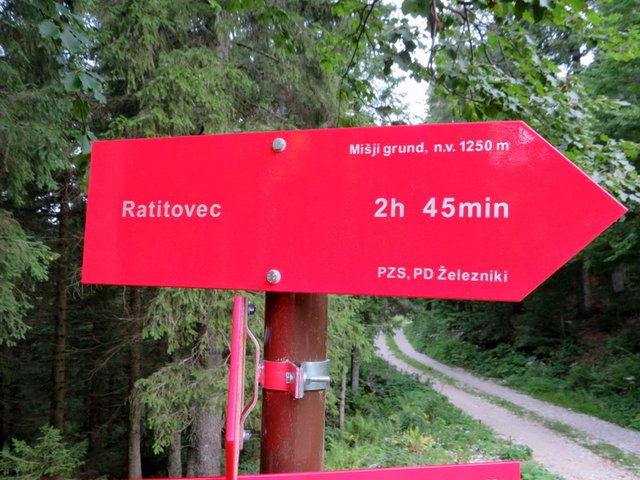 Mišji grund, n.v. 1250 m
Ratitovec 2h 45min
PZS, PD Železniki